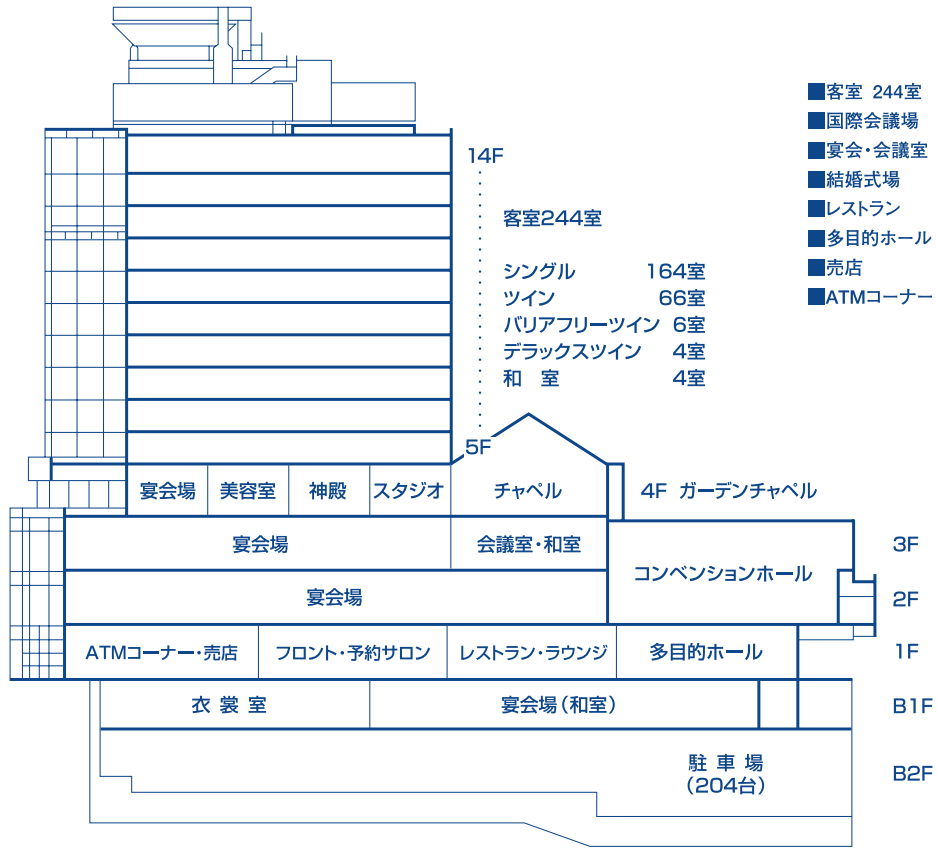 ■客室 244室
■国際会議場
■宴会・会議室
■結婚式場
■レストラン
■多目的ホール
■売店
■ATMコーナー
14F
客室244室
シングル 164室
ツイン 66室
バリアフリーツイン 6室
デラックスツイン 4室
和 室 4室
5F
宴会場 美容室 神殿 スタジオ チャペル 4F ガーデンチャペル
宴会場 会議室・和室 3F
コンベンションホール
宴会場 2F
ATMコーナー・売店 フロント・予約サロン レストラン・ラウンジ 多目的ホール 1F
衣裳室 宴会場(和室) B1F
駐車場
(204台)
B2F